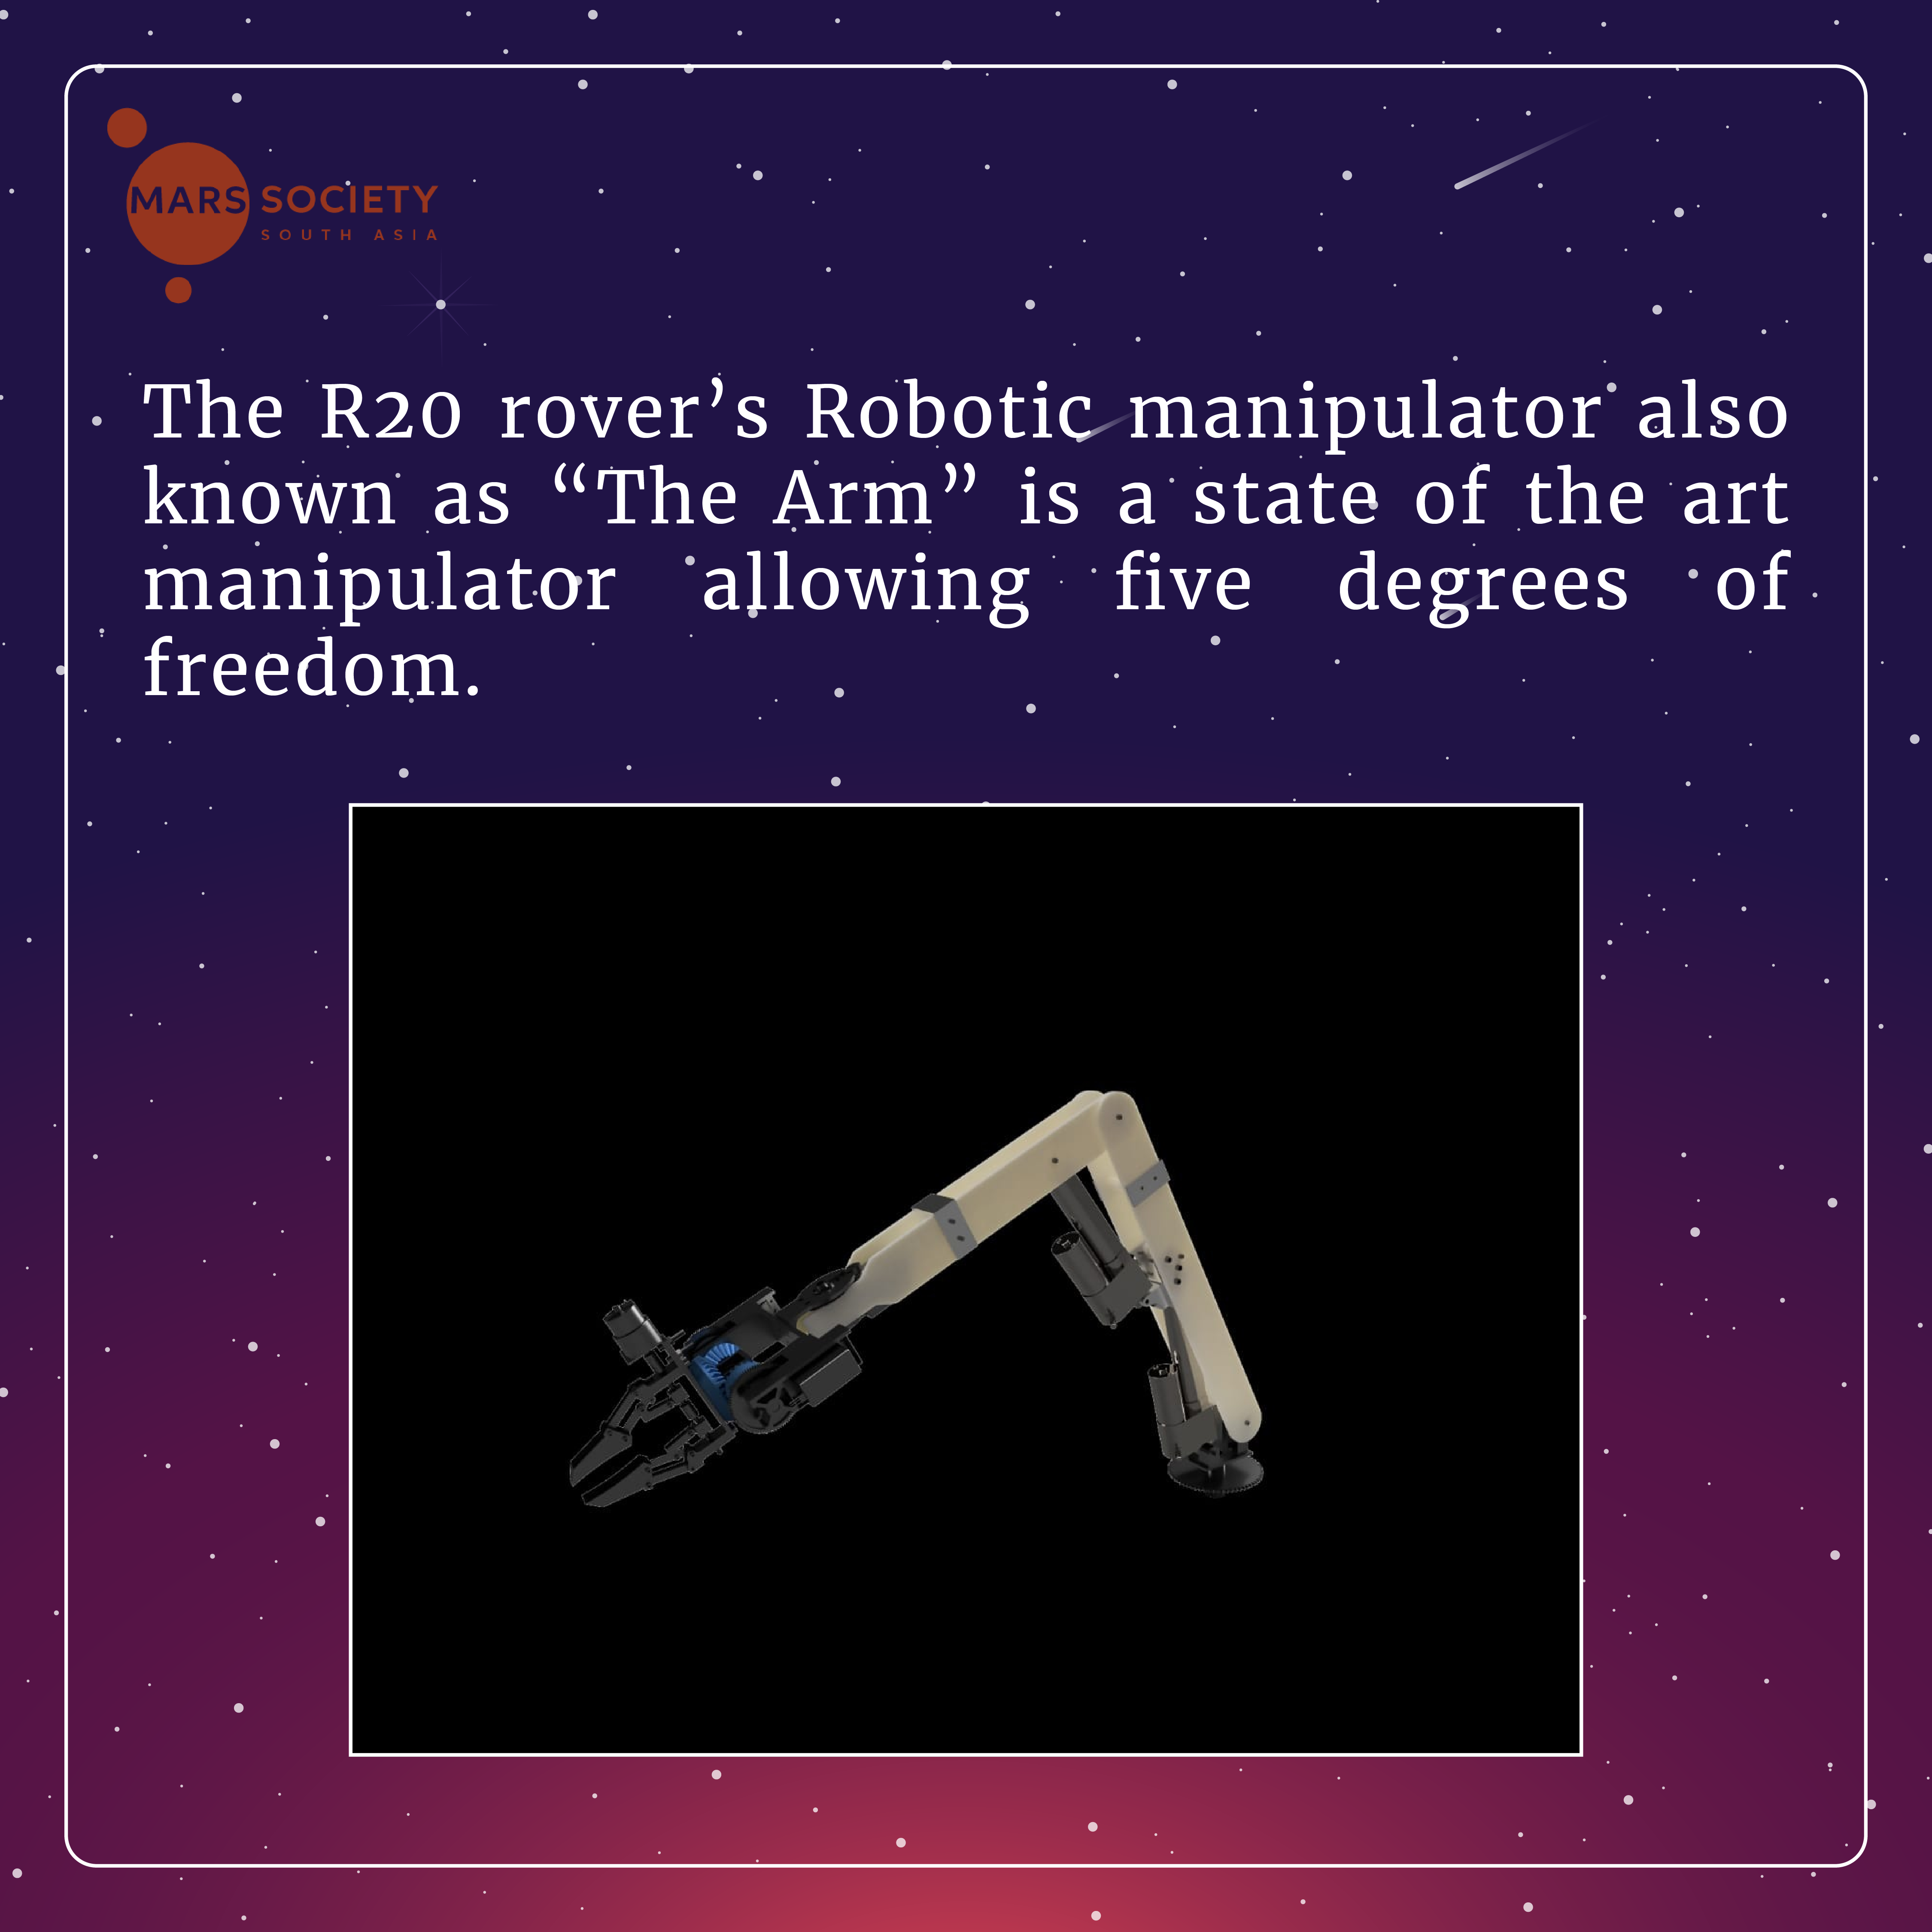 MARS SOCIETY
SOUTH ASIA
The R20 rover’s Robotic manipulator also
known as “The Arm” is a state of the art
manipulator allowing five degrees of
freedom.